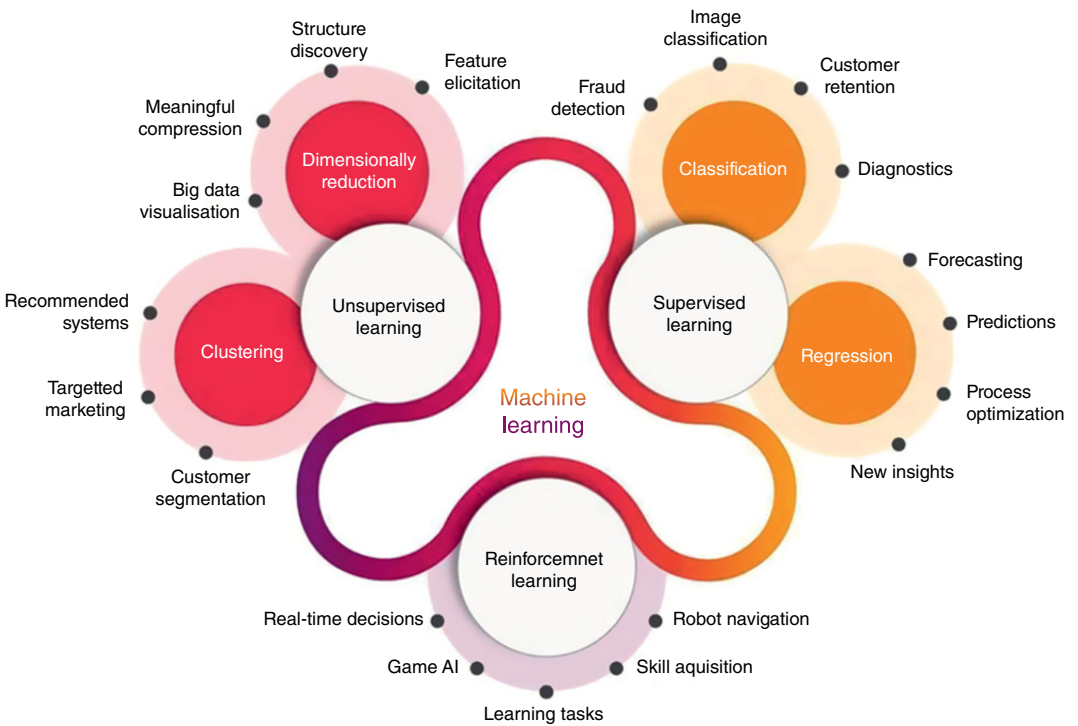 Structure
discovery
Feature
elicitation
Meaningful
compression
Big data
visualisation
Dimensionally
reduction
Recommended
systems
Targetted
marketing
Customer
segmentation
Clustering
Unsupervised
learning
Image
classification
Fraud
detection
Customer
retention
Diagnostics
Classification
Supervised
learning
Forecasting
Predictions
Process
optimization
New insights
Regression
Machine
learning
Reinforcemnet
learning
Real-time decisions
Game AI
Learning tasks
Skill aquisition
Robot navigation